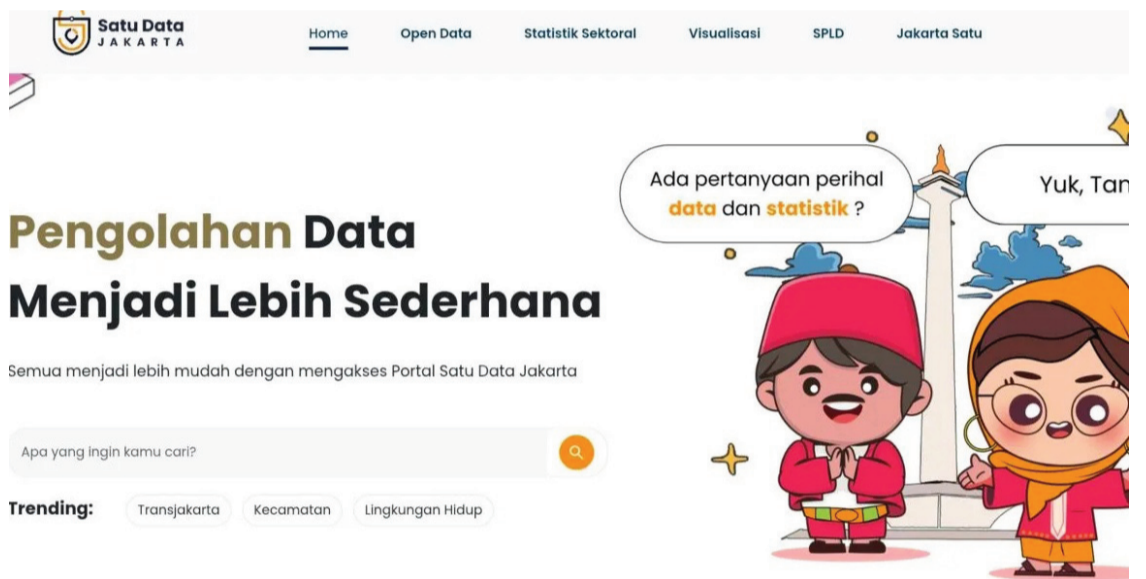 Satu Data
JAKARTA
Home
Open Data
Statistik Sektoral
Visualisasi
SPLD
Jakarta Satu
Pengolahan Data
Menjadi Lebih Sederhana
Semua menjadi lebih mudah dengan mengakses Portal Satu Data Jakarta
Apa yang ingin kamu cari?
Trending:
Transjakarta
Kecamatan
Lingkungan Hidup
Ada pertanyaan perihal
data dan statistik ?
Yuk, Tan